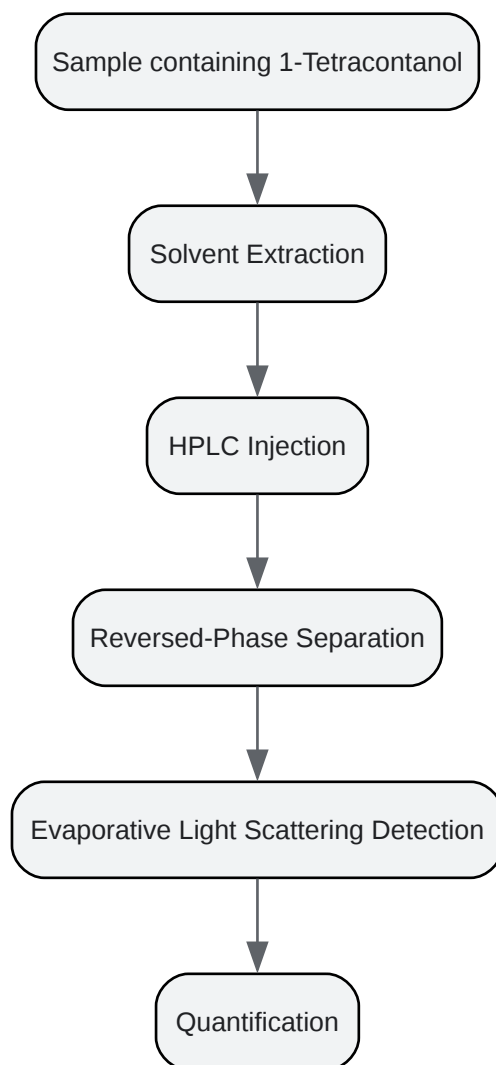 Sample containing 1-Tetracontanol
Solvent Extraction
HPLC Injection
Reversed-Phase Separation
Evaporative Light Scattering Detection
Quantification